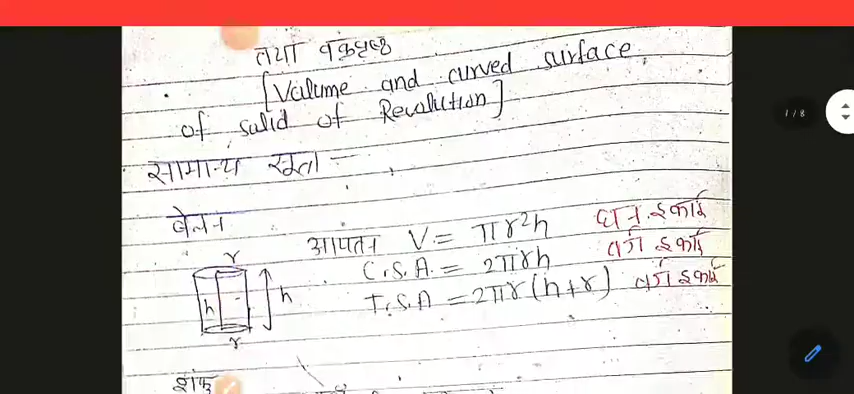 तथा वक्रपृष्ठ
[Volume and curved surface
of solid of Revolution]
सामान्य सूत्र -
बेलन
आयतन V = πr²h घन इकाई
C.S.A. = 2πrh वर्ग इकाई
T.S.A = 2πr(h+r) वर्ग इकाई
r
h
h
r
शंकु
1/8